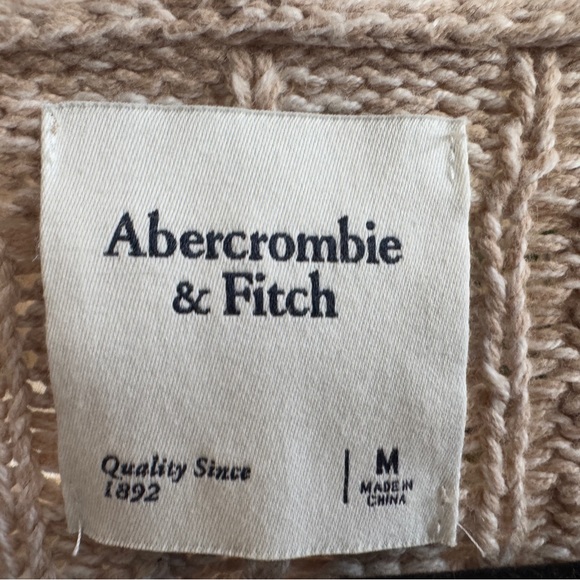 Abercrombie
& Fitch
Quality Since
1892
M
MADE IN
CHINA